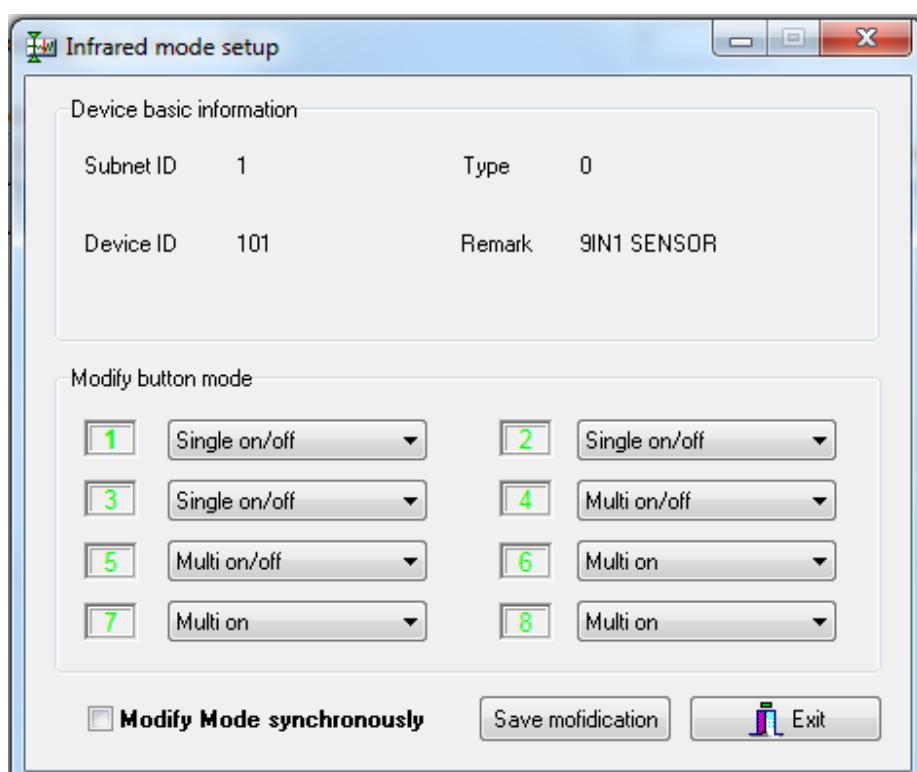 Infrared mode setup
Device basic information
Subnet ID 1 Type 0
Device ID 101 Remark 9IN1 SENSOR
Modify button mode
1 Single on/off 2 Single on/off
3 Single on/off 4 Multi on/off
5 Multi on/off 6 Multi on
7 Multi on 8 Multi on
Modify Mode synchronously Save mofidication Exit